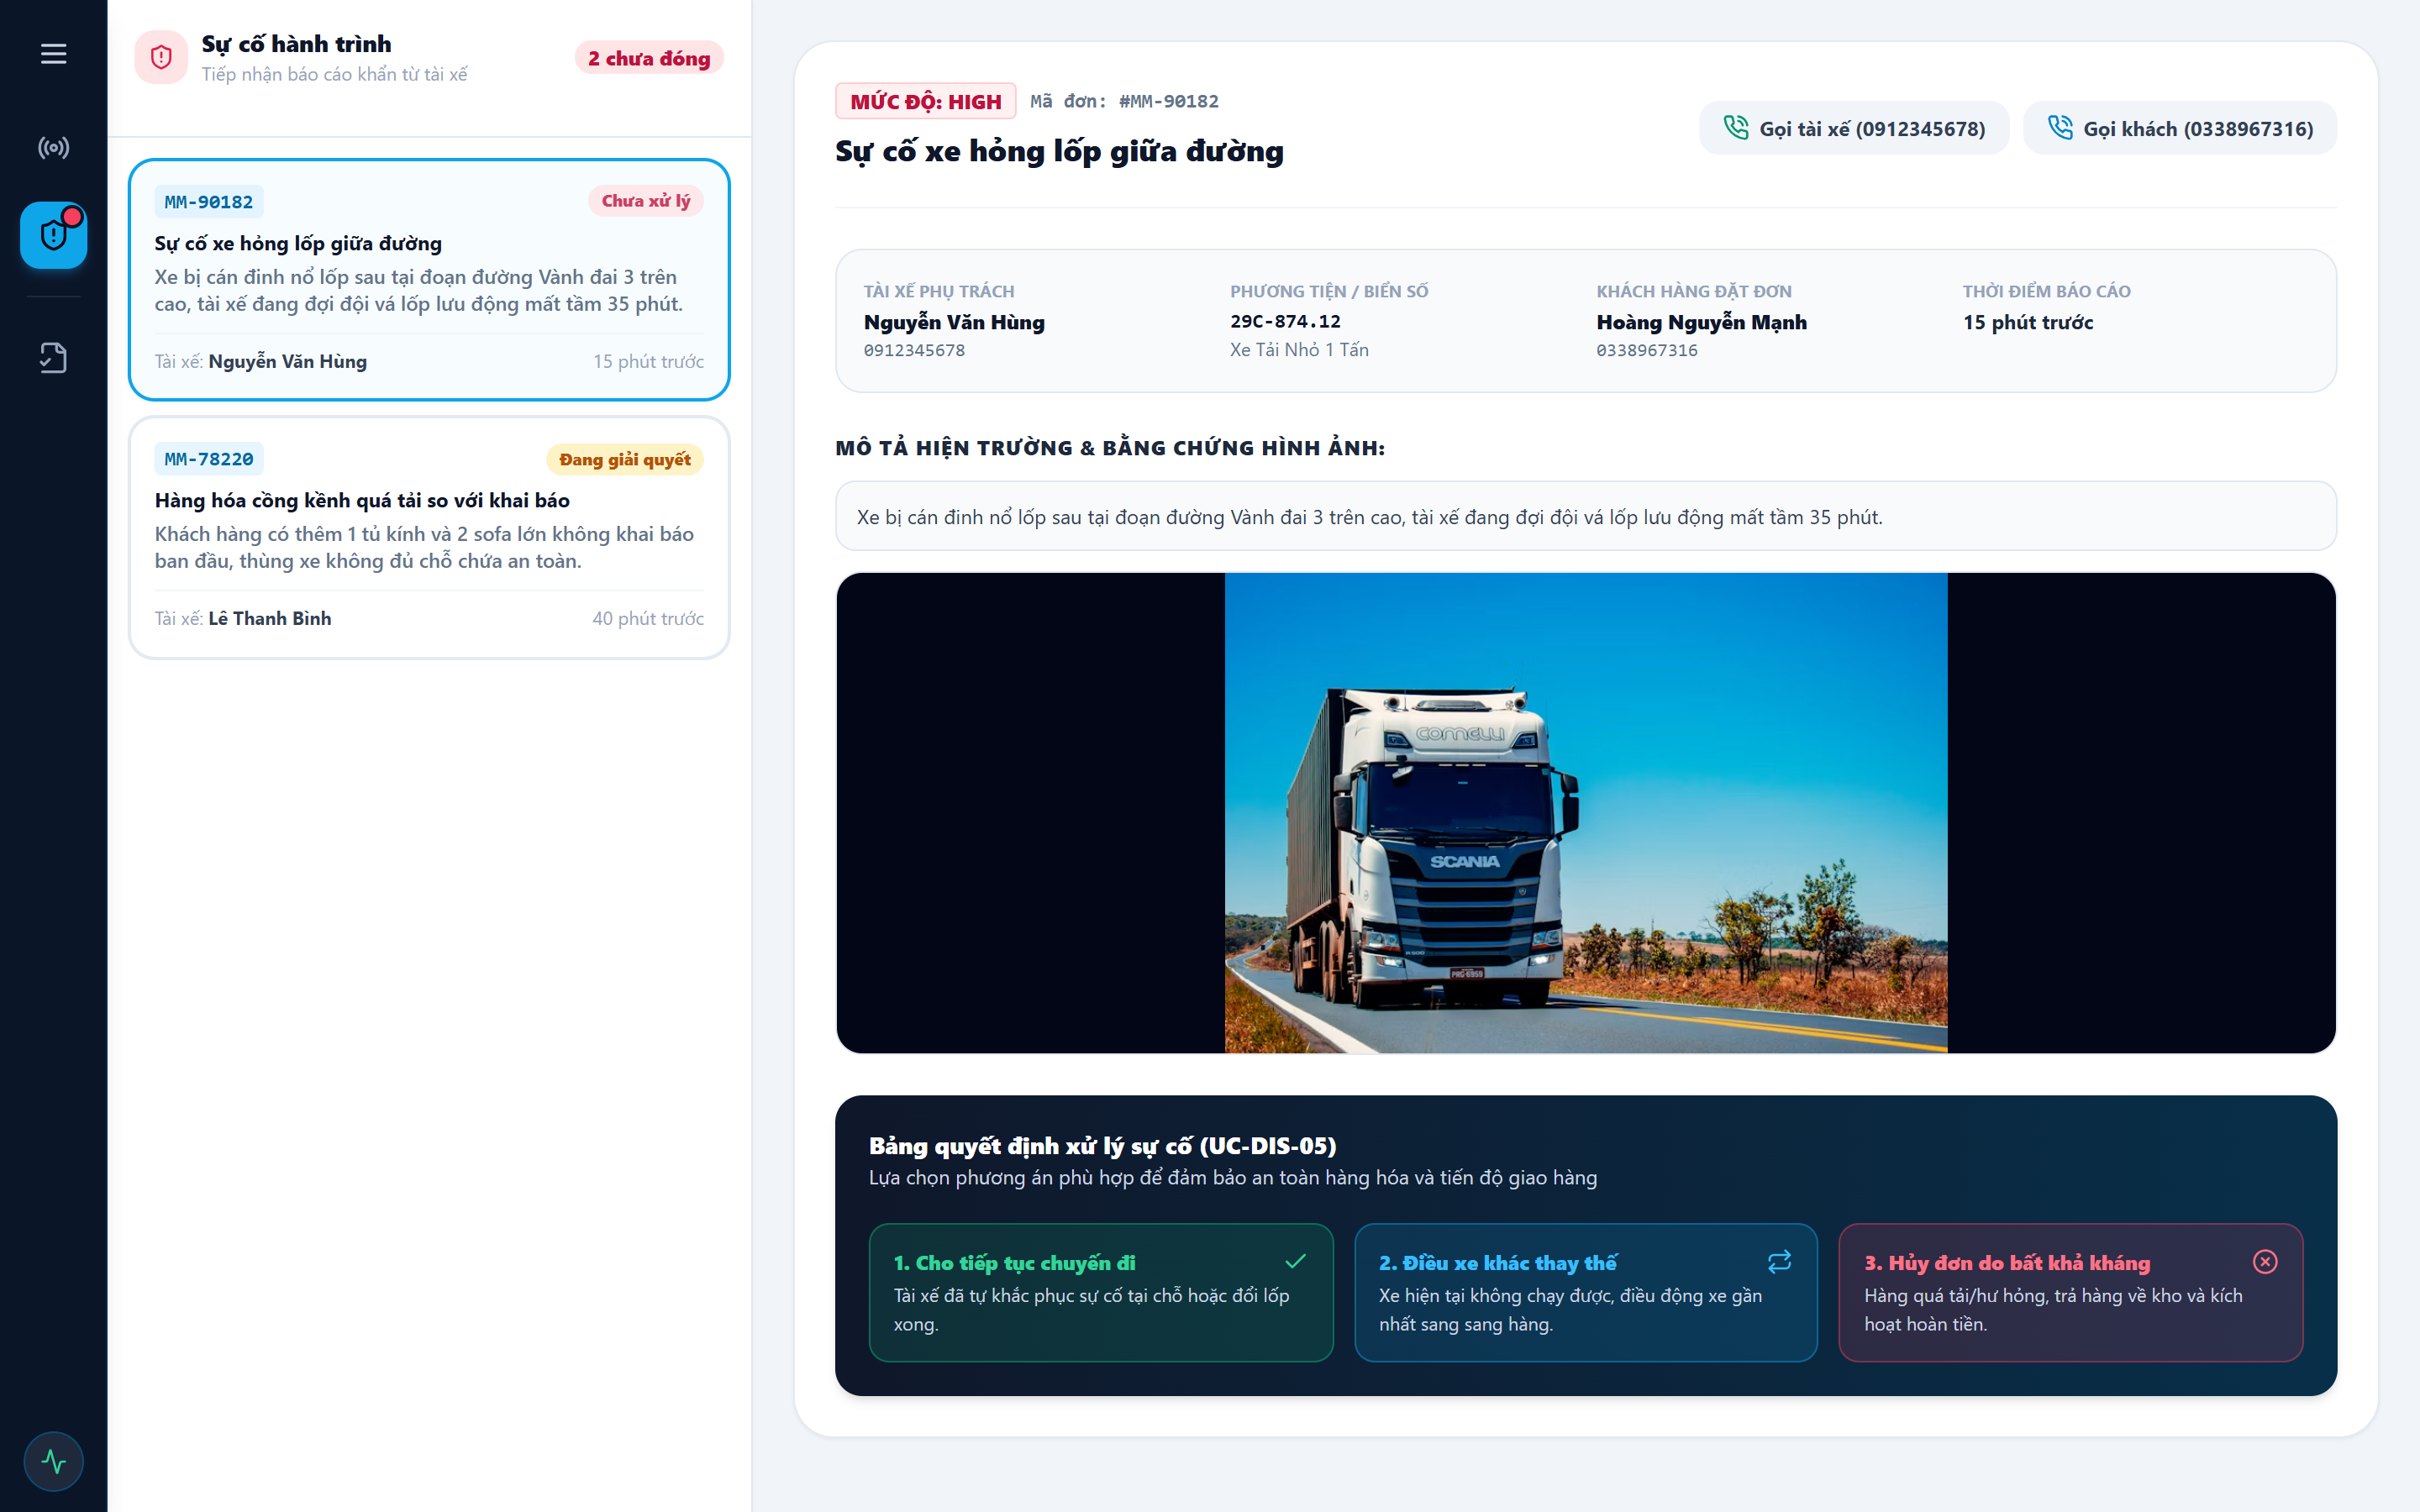 Sự cố hành trình
Tiếp nhận báo cáo khẩn từ tài xế
2 chưa đóng
MM-90182
Chưa xử lý
Sự cố xe hỏng lốp giữa đường
Xe bị cán đinh nổ lốp sau tại đoạn đường Vành đai 3 trên
cao, tài xế đang đợi đội vá lốp lưu động mất tầm 35 phút.
Tài xế: Nguyễn Văn Hùng
15 phút trước
MM-78220
Đang giải quyết
Hàng hóa cồng kềnh quá tải so với khai báo
Khách hàng có thêm 1 tủ kính và 2 sofa lớn không khai báo
ban đầu, thùng xe không đủ chỗ chứa an toàn.
Tài xế: Lê Thanh Bình
40 phút trước
MỨC ĐỘ: HIGH
Mã đơn: #MM-90182
Sự cố xe hỏng lốp giữa đường
Gọi tài xế (0912345678)
Gọi khách (0338967316)
TÀI XẾ PHỤ TRÁCH
Nguyễn Văn Hùng
0912345678
PHƯƠNG TIỆN / BIỂN SỐ
29C-874.12
Xe Tải Nhỏ 1 Tấn
KHÁCH HÀNG ĐẶT ĐƠN
Hoàng Nguyễn Mạnh
0338967316
THỜI ĐIỂM BÁO CÁO
15 phút trước
MÔ TẢ HIỆN TRƯỜNG & BẰNG CHỨNG HÌNH ẢNH:
Xe bị cán đinh nổ lốp sau tại đoạn đường Vành đai 3 trên cao, tài xế đang đợi đội vá lốp lưu động mất tầm 35 phút.
COMELLI
SCANIA
Bảng quyết định xử lý sự cố (UC-DIS-05)
Lựa chọn phương án phù hợp để đảm bảo an toàn hàng hóa và tiến độ giao hàng
1. Cho tiếp tục chuyến đi
Tài xế đã tự khắc phục sự cố tại chỗ hoặc đổi lốp
xong.
2. Điều xe khác thay thế
Xe hiện tại không chạy được, điều động xe gần
nhất sang sang hàng.
3. Hủy đơn do bất khả kháng
Hàng quá tải/hư hỏng, trả hàng về kho và kích
hoạt hoàn tiền.